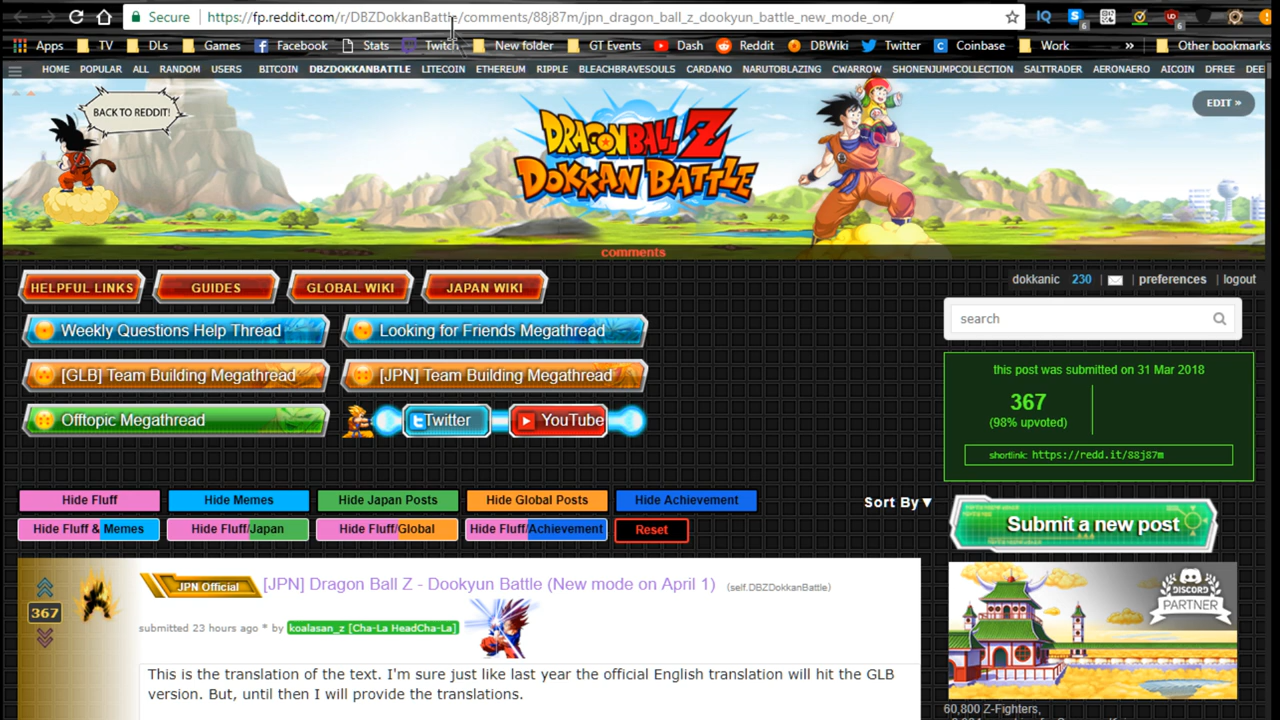 Secure https://fp.reddit.com/r/DBZDokkanBattle/comments/88j87m/jpn_dragon_ball_z_dookyun_battle_new_mode_on/
Apps TV DLs Games Facebook Stats Twitch New folder GT Events Dash Reddit DBWiki Twitter Coinbase Work » Other bookmarks
HOME POPULAR ALL RANDOM USERS BITCOIN DBZDOKKANBATTLE LITECOIN ETHEREUM RIPPLE BLEACHBRAVESOULS CARDANO NARUTOBLAZING CWARROW SHONENJUMPCOLLECTION SALTTRADER AERONAERO AICOIN DFREE DEE
BACK TO REDDIT!
EDIT »
DRAGON BALL Z
DOKKAN BATTLE
comments
dokkanic 230 | | preferences | logout
HELPFUL LINKS GUIDES GLOBAL WIKI JAPAN WIKI
search
Weekly Questions Help Thread Looking for Friends Megathread
[GLB] Team Building Megathread [JPN] Team Building Megathread
Offtopic Megathread Twitter YouTube
this post was submitted on 31 Mar 2018
367
(98% upvoted)
shortlink: https://redd.it/88j87m
Hide Fluff Hide Memes Hide Japan Posts Hide Global Posts Hide Achievement
Sort By ▼
Hide Fluff & Memes Hide Fluff/Japan Hide Fluff/Global Hide Fluff/Achievement Reset
Submit a new post
367
JPN Official [JPN] Dragon Ball Z - Dookyun Battle (New mode on April 1) (self.DBZDokkanBattle)
submitted 23 hours ago * by koalasan_z [Cha-La HeadCha-La]
This is the translation of the text. I'm sure just like last year the official English translation will hit the GLB
version. But, until then I will provide the translations.
DISCORD
PARTNER
60,800 Z-Fighters,